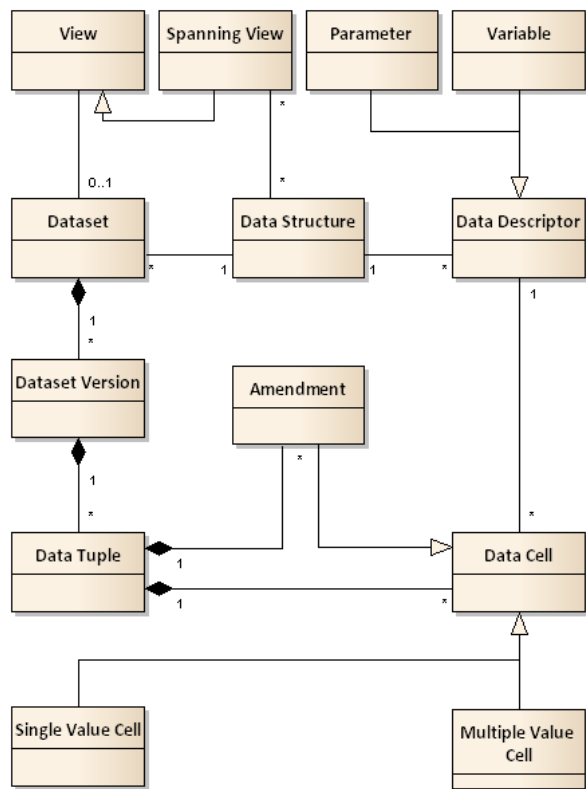 View
Spanning View
Parameter
Variable
*
0..1
*
Dataset
Data Structure
Data Descriptor
*
1
1
*
1
1
*
Dataset Version
Amendment
1
*
*
*
Data Tuple
Data Cell
1
1
*
Single Value Cell
Multiple Value
Cell